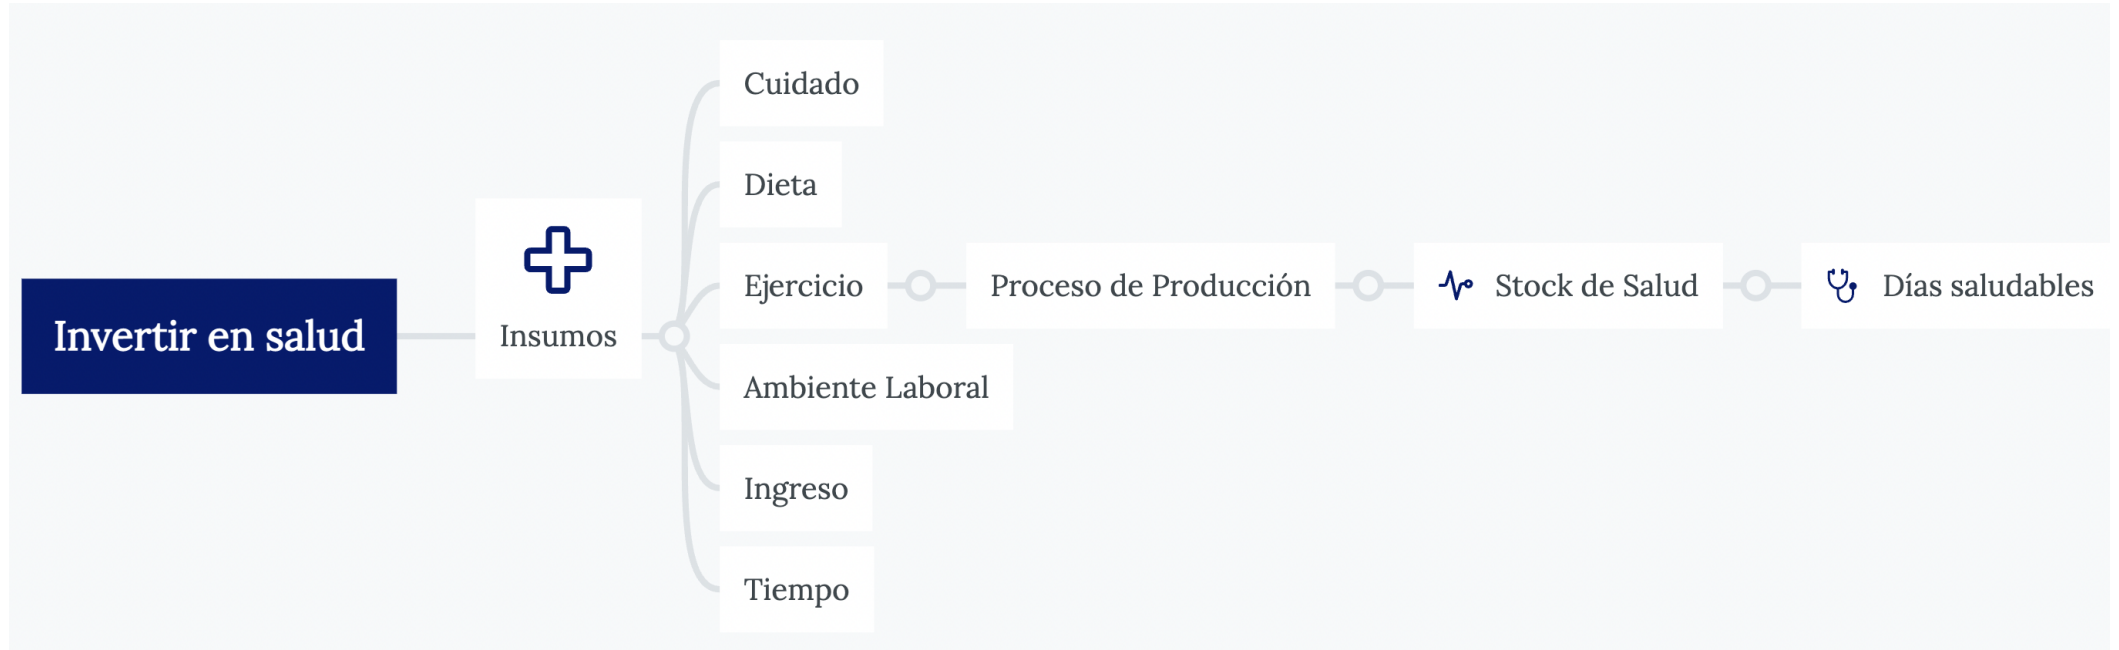 Invertir en salud
Insumos
Cuidado
Dieta
Ejercicio
Proceso de Producción
Stock de Salud
Días saludables
Ambiente Laboral
Ingreso
Tiempo